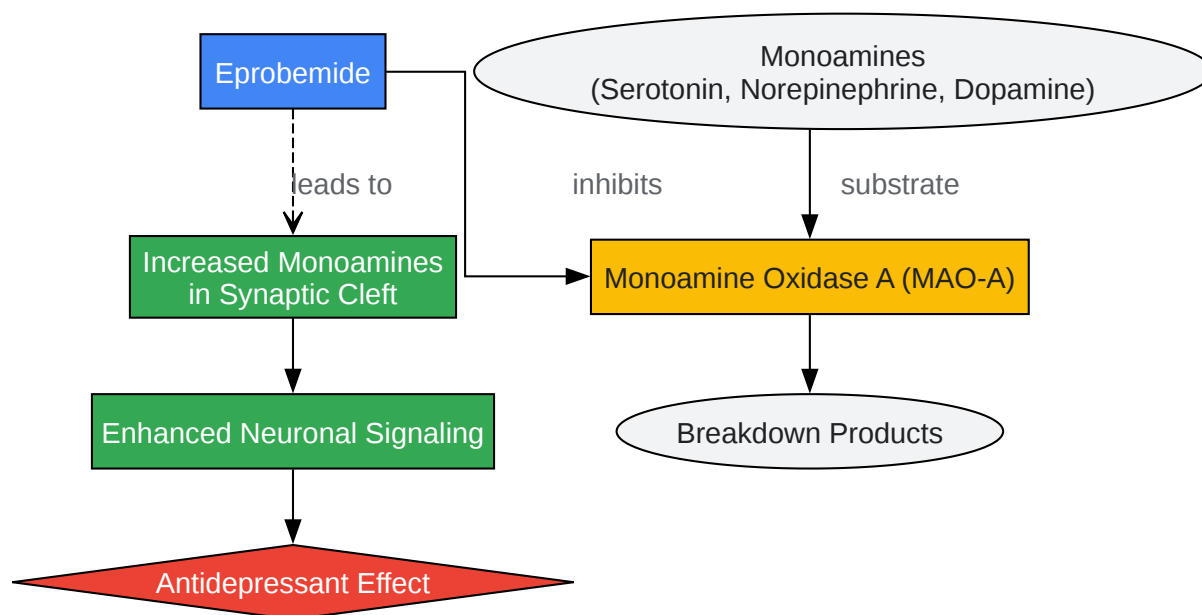 Eprobemide
Monoamines
(Serotonin, Norepinephrine, Dopamine)
leads to
inhibits
substrate
Increased Monoamines
in Synaptic Cleft
Monoamine Oxidase A (MAO-A)
Enhanced Neuronal Signaling
Breakdown Products
Antidepressant Effect